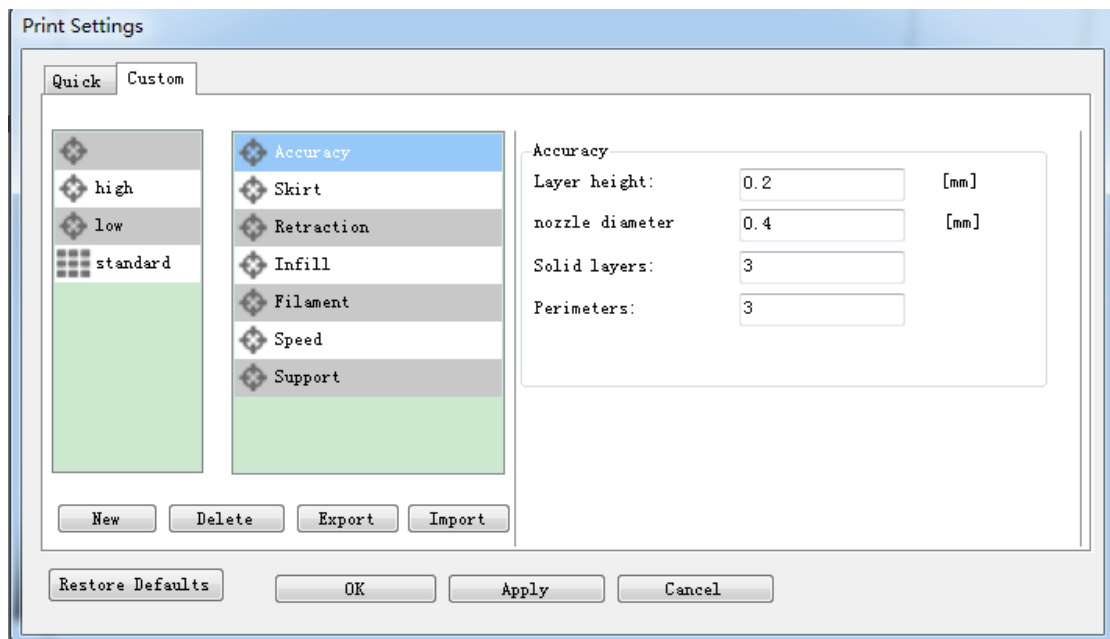 Print Settings
Quick Custom
high
low
standard
Accuracy
Skirt
Retraction
Infill
Filament
Speed
Support
Accuracy
Layer height: 0.2 [mm]
nozzle diameter 0.4 [mm]
Solid layers: 3
Perimeters: 3
New Delete Export Import
Restore Defaults OK Apply Cancel